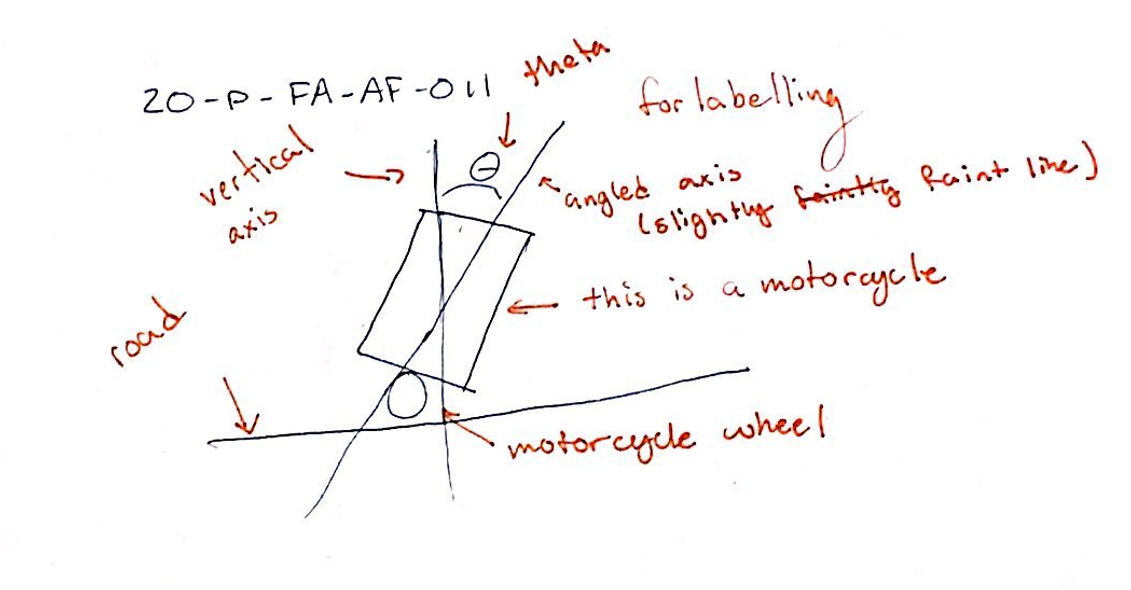 20-P-FA-AF-011
theta
for labelling
vertical
axis
θ
angled axis
(slightly faintly faint line)
this is a motorcycle
road
motorcycle wheel